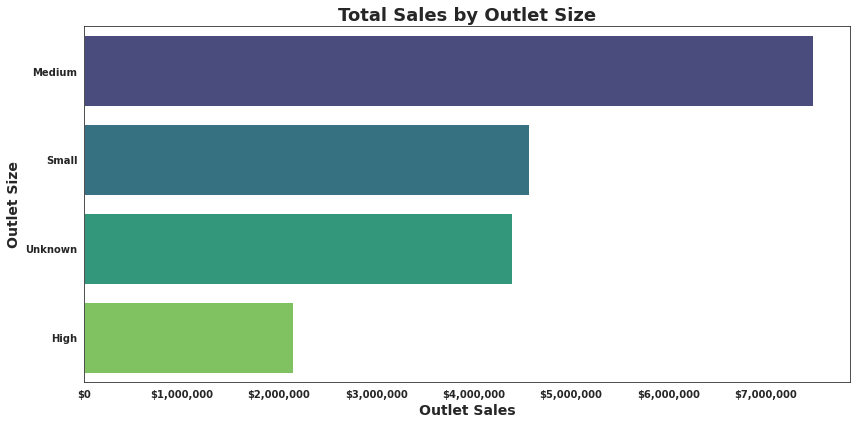 Total Sales by Outlet Size
Outlet Size
Medium
Small
Unknown
High
$0 $1,000,000 $2,000,000 $3,000,000 $4,000,000 $5,000,000 $6,000,000 $7,000,000
Outlet Sales